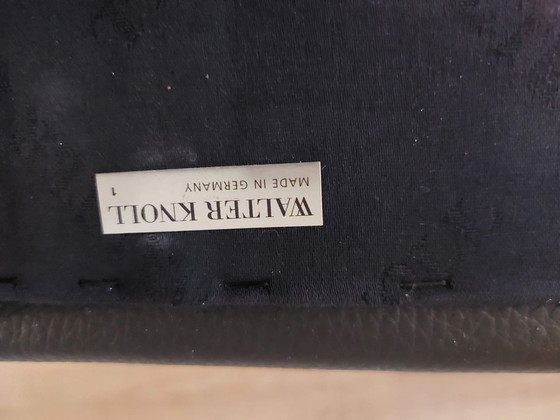 WALTER KNOLL
MADE IN GERMANY 1